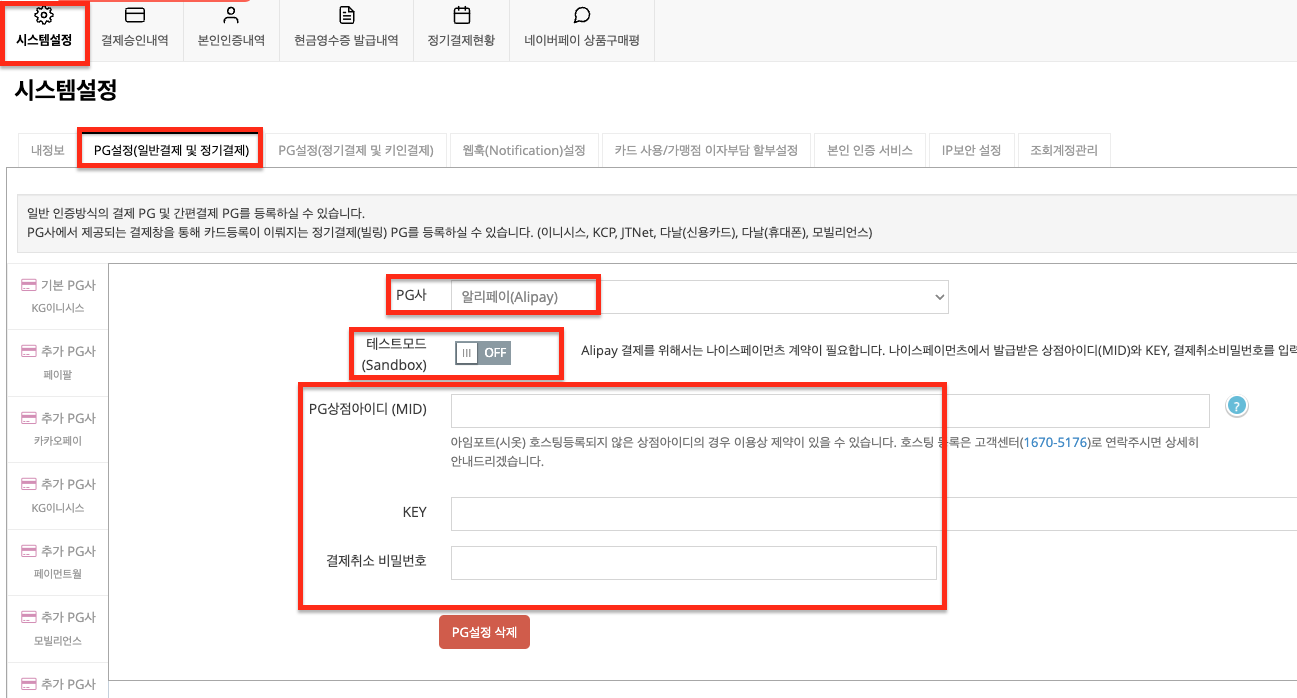 시스템설정 결제승인내역 본인인증내역 현금영수증 발급내역 정기결제현황 네이버페이 상품구매평
시스템설정
내정보 PG설정(일반결제 및 정기결제) PG설정(정기결제 및 키인결제) 웹훅(Notification)설정 카드 사용/가맹점 이자부담 할부설정 본인 인증 서비스 IP보안 설정 조회계정관리
일반 인증방식의 결제 PG 및 간편결제 PG를 등록하실 수 있습니다.
PG사에서 제공되는 결제창을 통해 카드등록이 이뤄지는 정기결제(빌링) PG를 등록하실 수 있습니다. (이니시스, KCP, JTNet, 다날(신용카드), 다날(휴대폰), 모빌리언스)
기본 PG사
KG이니시스
추가 PG사
페이팔
추가 PG사
카카오페이
추가 PG사
KG이니시스
추가 PG사
페이먼트월
추가 PG사
모빌리언스
추가 PG사
PG사 알리페이(Alipay)
테스트모드
(Sandbox)
OFF
Alipay 결제를 위해서는 나이스페이먼츠 계약이 필요합니다. 나이스페이먼츠에서 발급받은 상점아이디(MID)와 KEY, 결제취소비밀번호를 입력
PG상점아이디 (MID)
?
아임포트(시옷) 호스팅등록되지 않은 상점아이디의 경우 이용상 제약이 있을 수 있습니다. 호스팅 등록은 고객센터(1670-5176)로 연락주시면 상세히
안내드리겠습니다.
KEY
결제취소 비밀번호
PG설정 삭제